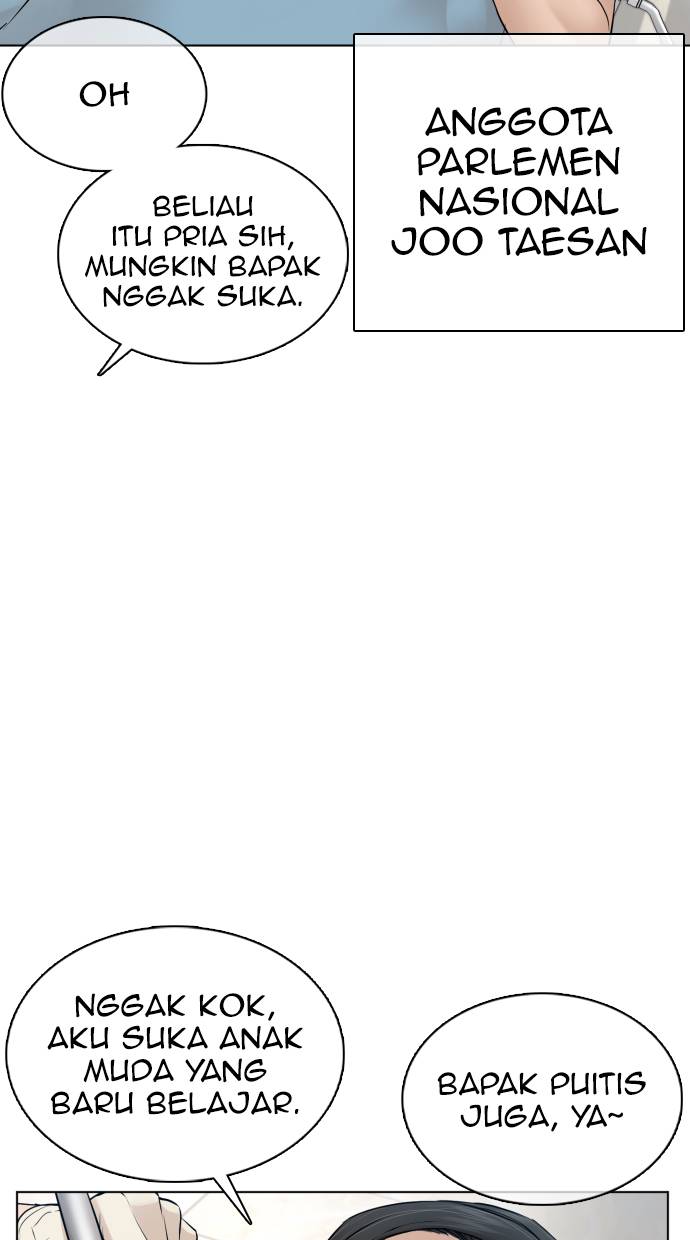 OH
BELIAU
ITU PRIA SIH,
MUNGKIN BAPAK
NGGAK SUKA.
ANGGOTA
PARLEMEN
NASIONAL
JOO TAESAN
NGGAK KOK,
AKU SUKA ANAK
MUDA YANG
BARU BELAJAR.
BAPAK PUITIS
JUGA, YA~